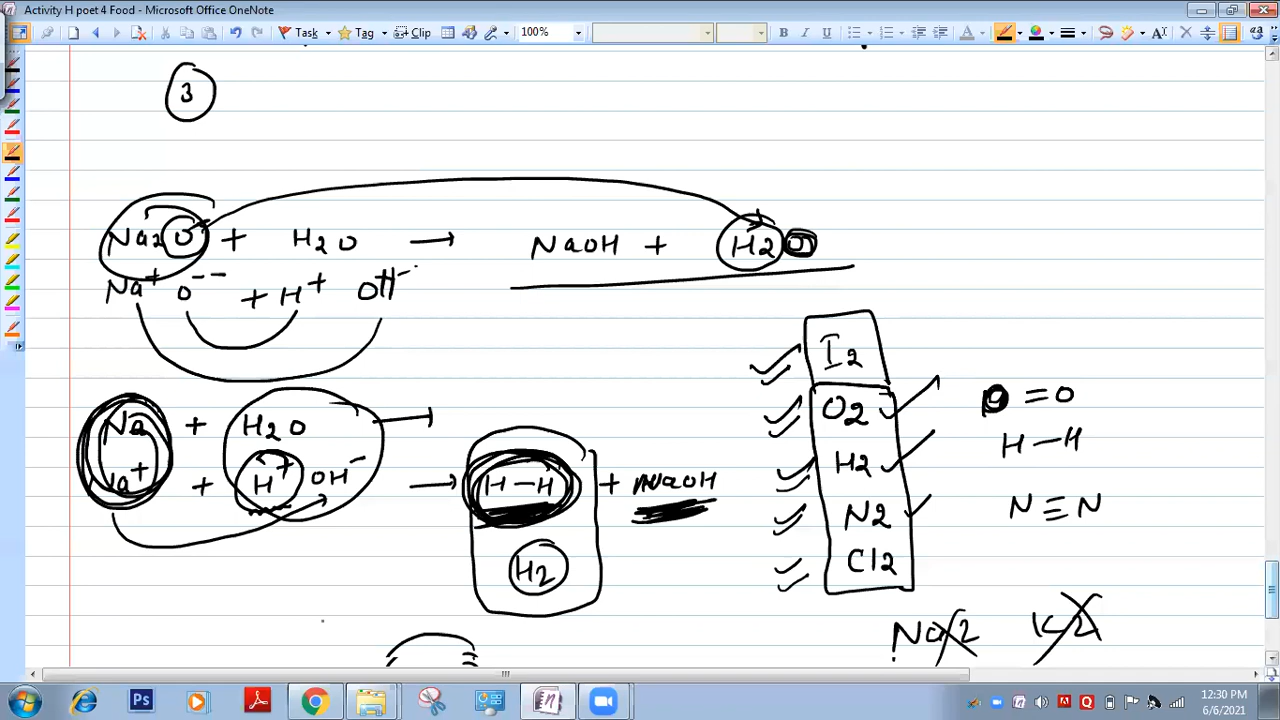 Activity H poet 4 Food - Microsoft Office OneNote
Task Tag Clip 100% B I U
3
Na2O + H2O → NaOH + H2O
Na+ O-- + H+ OH-
I2
Na + H2O → O2 O=O
H2 H-H
Na+ + H+ OH- → H-H + NaOH
N2 N≡N
H2 Cl2
Na2 K2
12:30 PM
6/6/2021